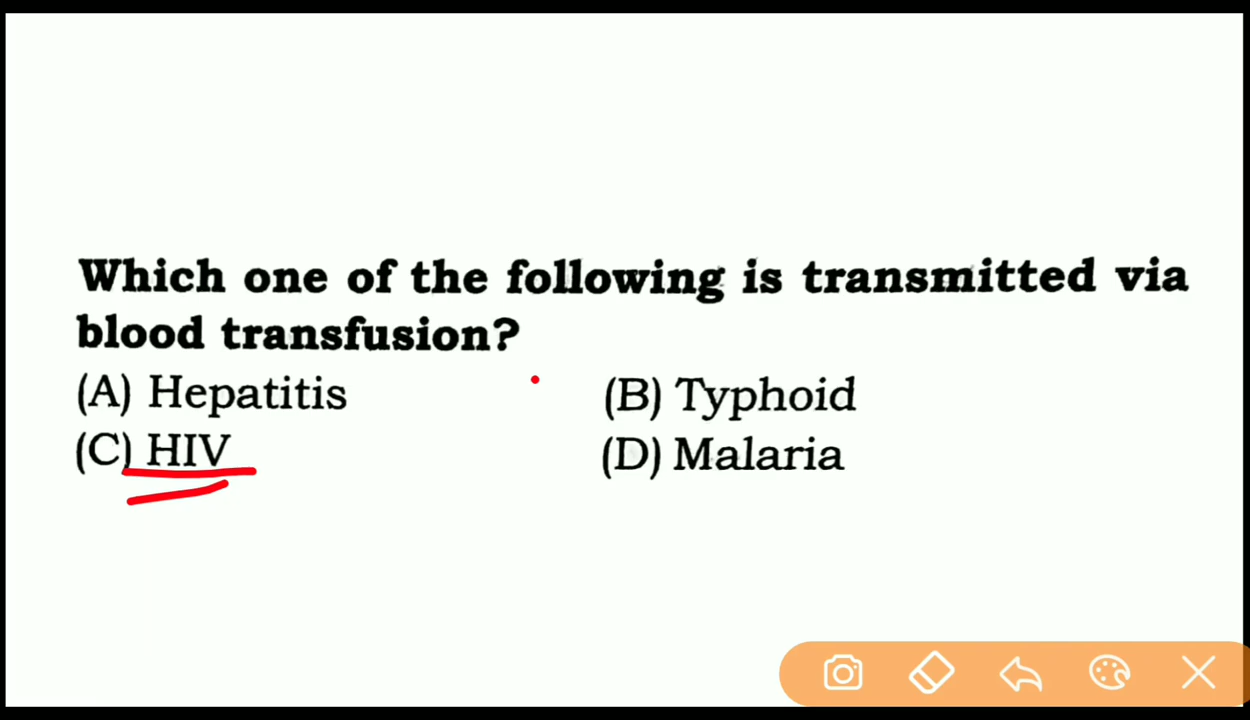 Which one of the following is transmitted via
blood transfusion?
(A) Hepatitis (B) Typhoid
(C) HIV (D) Malaria